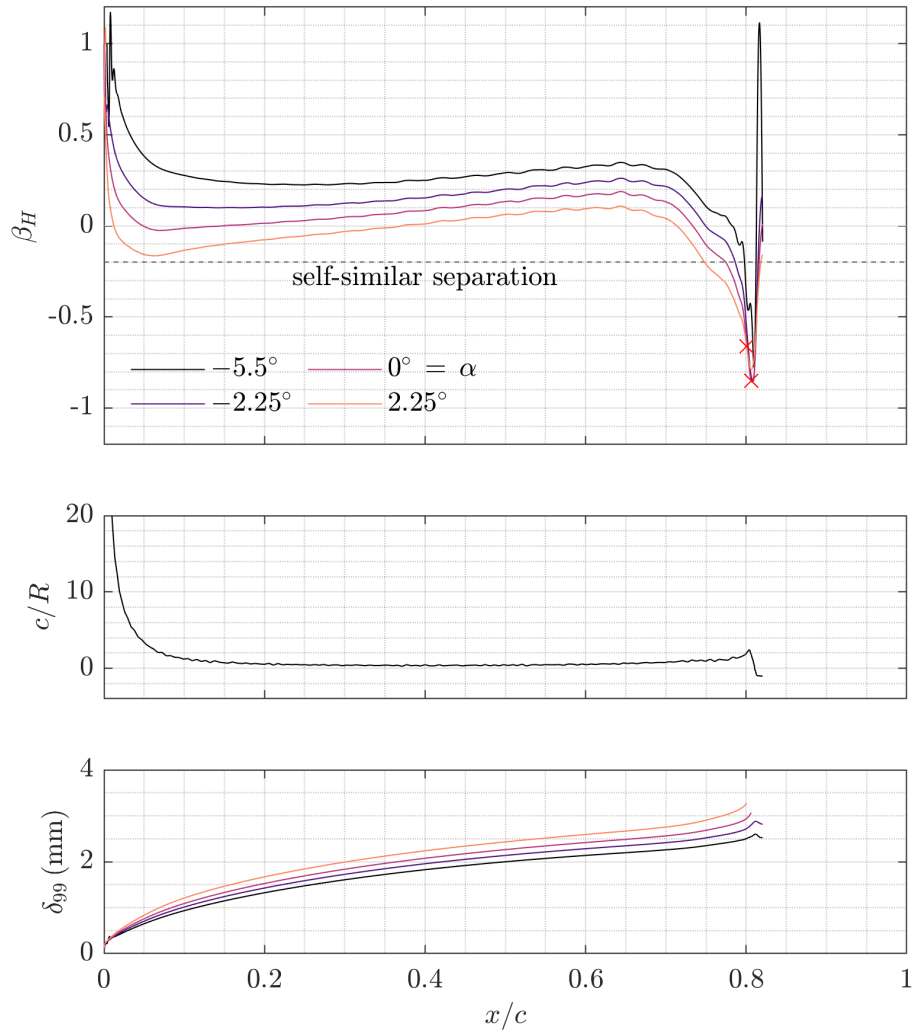 1
0.5
0
-0.5
-1
β_H
self-similar separation
−5.5° 0° = α
−2.25° 2.25°
20
10
0
c/R
4
2
0
δ₉₉ (mm)
0 0.2 0.4 0.6 0.8 1
x/c